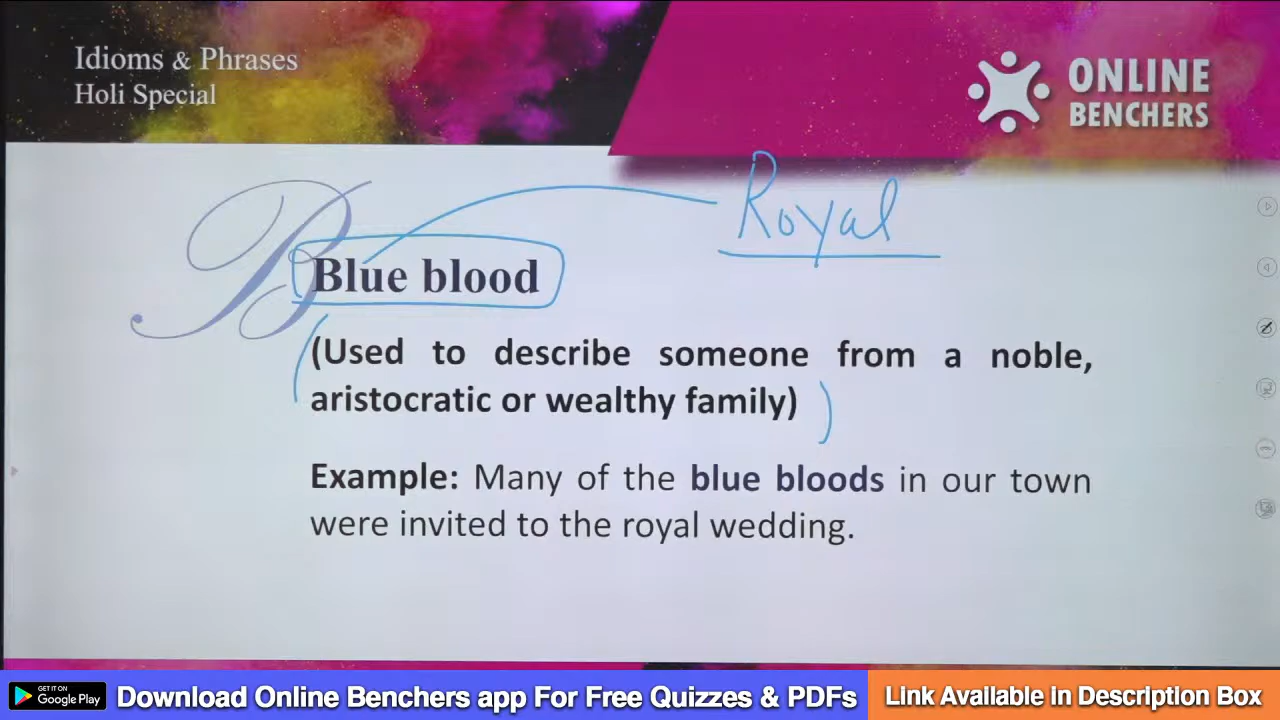 Idioms & Phrases
Holi Special
ONLINE
BENCHERS
Royal
B
Blue blood
(Used to describe someone from a noble,
aristocratic or wealthy family)
Example: Many of the blue bloods in our town
were invited to the royal wedding.
GET IT ON
Google Play
Download Online Benchers app For Free Quizzes & PDFs
Link Available In Description Box